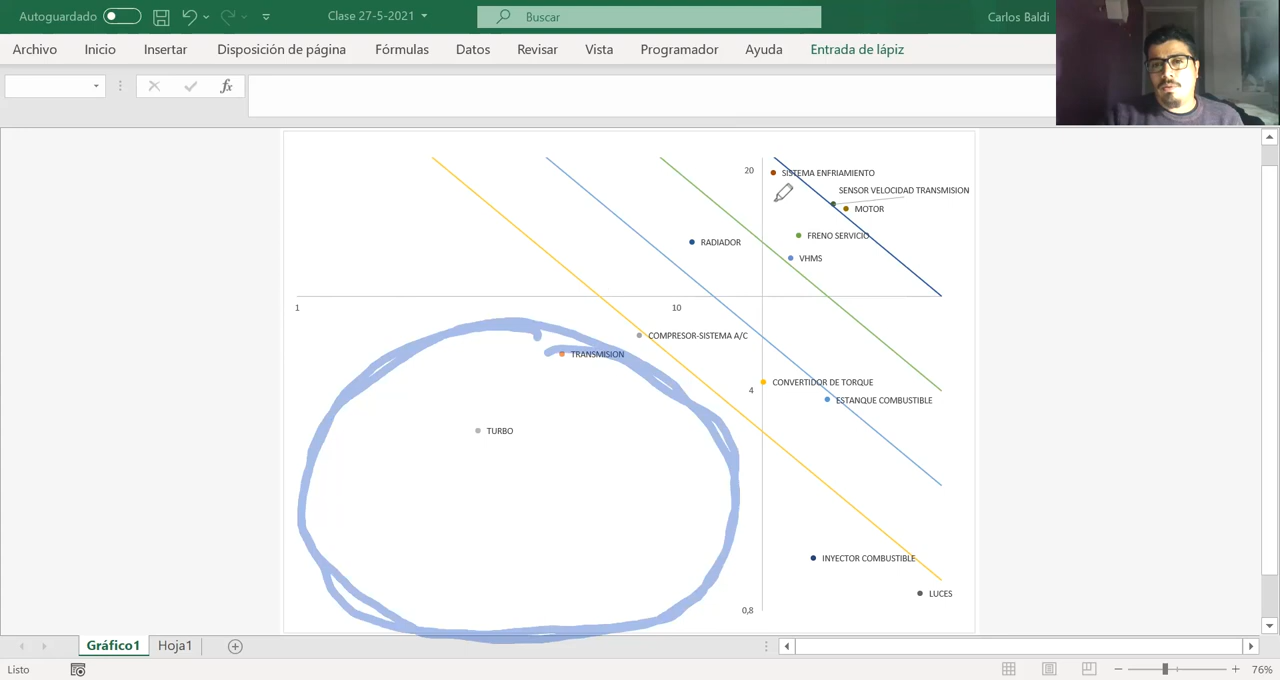 Autoguardado
Clase 27-5-2021
Buscar
Carlos Baldi
Archivo Inicio Insertar Disposición de página Fórmulas Datos Revisar Vista Programador Ayuda Entrada de lápiz
fx
20
SISTEMA ENFRIAMIENTO
SENSOR VELOCIDAD TRANSMISION
MOTOR
FRENO SERVICIO
RADIADOR
VHMS
1
10
COMPRESOR-SISTEMA A/C
TRANSMISION
CONVERTIDOR DE TORQUE
4
ESTANQUE COMBUSTIBLE
TURBO
INYECTOR COMBUSTIBLE
LUCES
0,8
Gráfico1 Hoja1
Listo
76%